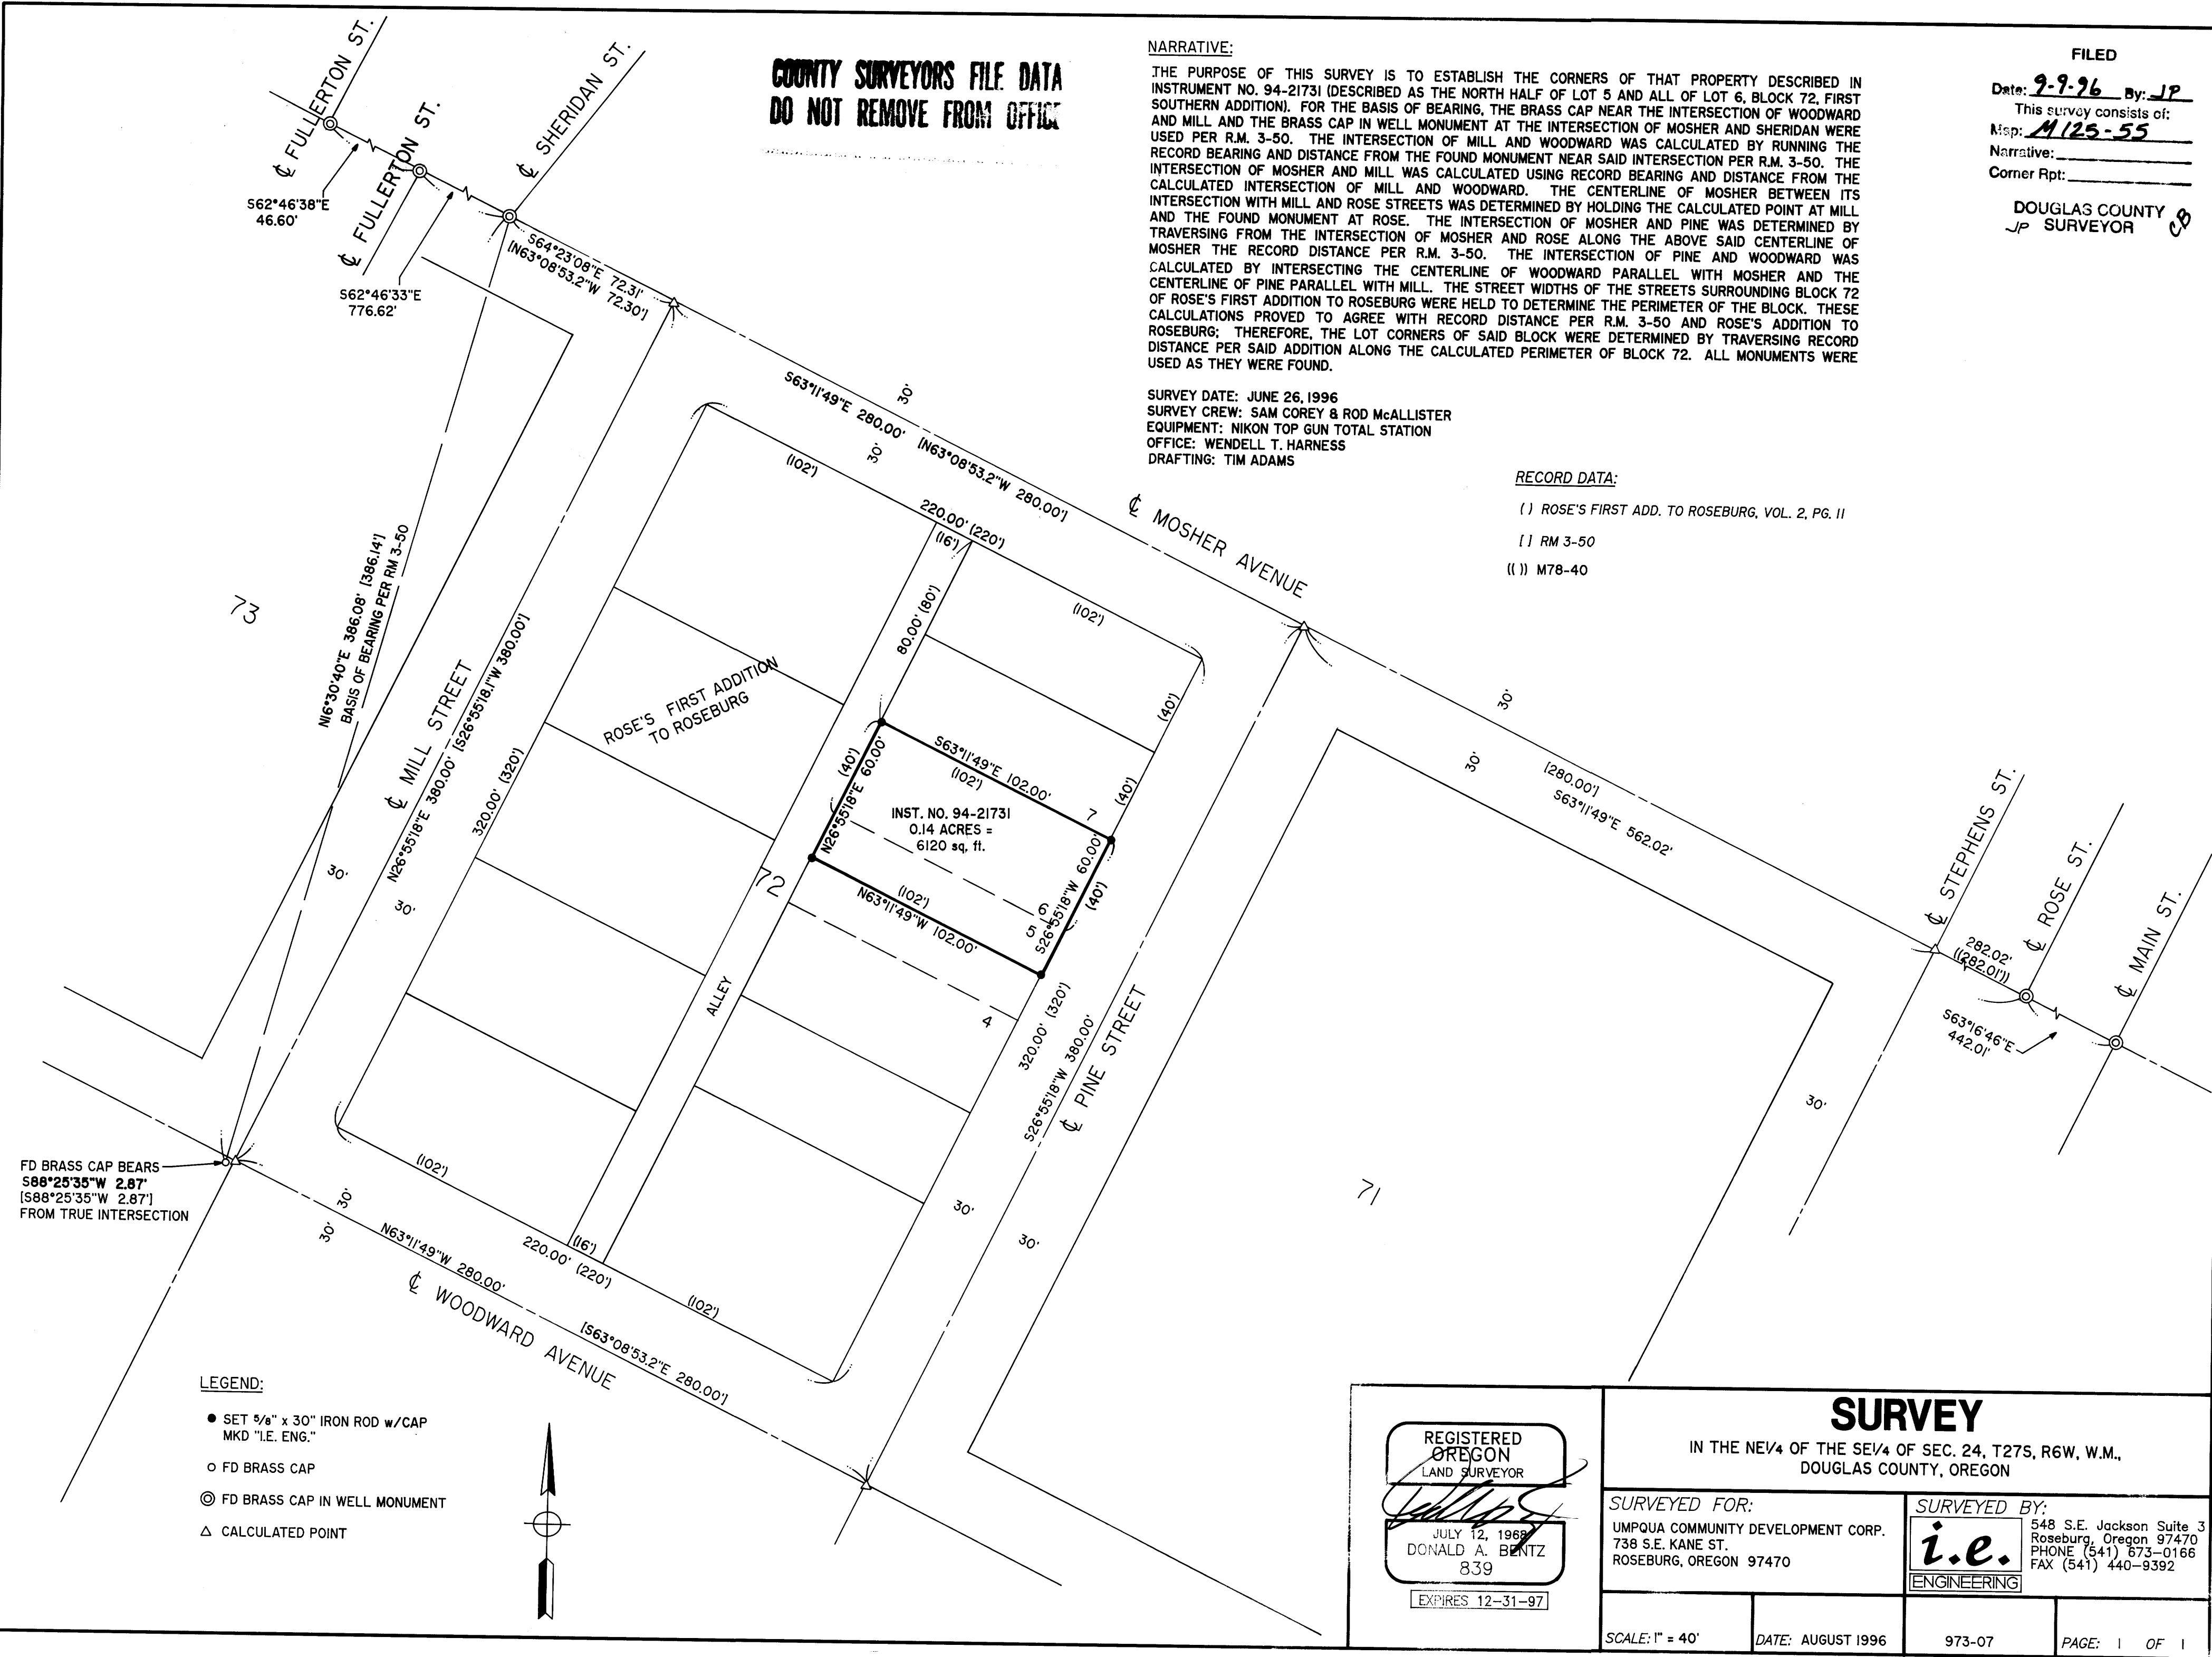 COUNTY SURVEYORS FILE DATA
DO NOT REMOVE FROM OFFICE
NARRATIVE:
THE PURPOSE OF THIS SURVEY IS TO ESTABLISH THE CORNERS OF THAT PROPERTY DESCRIBED IN
INSTRUMENT NO. 94-21731 (DESCRIBED AS THE NORTH HALF OF LOT 5 AND ALL OF LOT 6, BLOCK 72, FIRST
SOUTHERN ADDITION). FOR THE BASIS OF BEARING, THE BRASS CAP NEAR THE INTERSECTION OF WOODWARD
AND MILL AND THE BRASS CAP IN WELL MONUMENT AT THE INTERSECTION OF MOSHER AND SHERIDAN WERE
USED PER R.M. 3-50. THE INTERSECTION OF MILL AND WOODWARD WAS CALCULATED BY RUNNING THE
RECORD BEARING AND DISTANCE FROM THE FOUND MONUMENT NEAR SAID INTERSECTION PER R.M. 3-50. THE
INTERSECTION OF MOSHER AND MILL WAS CALCULATED USING RECORD BEARING AND DISTANCE FROM THE
CALCULATED INTERSECTION OF MILL AND WOODWARD. THE CENTERLINE OF MOSHER BETWEEN ITS
INTERSECTION WITH MILL AND ROSE STREETS WAS DETERMINED BY HOLDING THE CALCULATED POINT AT MILL
AND THE FOUND MONUMENT AT ROSE. THE INTERSECTION OF MOSHER AND PINE WAS DETERMINED BY
TRAVERSING FROM THE INTERSECTION OF MOSHER AND ROSE ALONG THE ABOVE SAID CENTERLINE OF
MOSHER THE RECORD DISTANCE PER R.M. 3-50. THE INTERSECTION OF PINE AND WOODWARD WAS
CALCULATED BY INTERSECTING THE CENTERLINE OF WOODWARD PARALLEL WITH MOSHER AND THE
CENTERLINE OF PINE PARALLEL WITH MILL. THE STREET WIDTHS OF THE STREETS SURROUNDING BLOCK 72
OF ROSE'S FIRST ADDITION TO ROSEBURG WERE HELD TO DETERMINE THE PERIMETER OF THE BLOCK. THESE
CALCULATIONS PROVED TO AGREE WITH RECORD DISTANCE PER R.M. 3-50 AND ROSE'S ADDITION TO
ROSEBURG; THEREFORE, THE LOT CORNERS OF SAID BLOCK WERE DETERMINED BY TRAVERSING RECORD
DISTANCE PER SAID ADDITION ALONG THE CALCULATED PERIMETER OF BLOCK 72. ALL MONUMENTS WERE
USED AS THEY WERE FOUND.
SURVEY DATE: JUNE 26, 1996
SURVEY CREW: SAM COREY & ROD McALLISTER
EQUIPMENT: NIKON TOP GUN TOTAL STATION
OFFICE: WENDELL T. HARNESS
DRAFTING: TIM ADAMS
RECORD DATA:
( ) ROSE'S FIRST ADD. TO ROSEBURG, VOL. 2, PG. 11
[ ] RM 3-50
(( )) M78-40
FILED
Date: 9-9-96 By: JP
This survey consists of:
Map: M125-55
Narrative:
Corner Rpt:
DOUGLAS COUNTY
JP SURVEYOR CB
℄ FULLERTON ST.
℄ FULLERTON ST.
℄ SHERIDAN ST.
S62°46'38"E
46.60'
S62°46'33"E
776.62'
S64°23'08"E 72.31'
[N63°08'53.2"W 72.30']
S63°11'49"E 280.00' [N63°08'53.2"W 280.00']
30'
30'
℄ MOSHER AVENUE
(102')
220.00' (220')
(16')
(102')
80.00' (80')
(40')
73
N16°30'40"E 386.08' [386.14']
BASIS OF BEARING PER RM 3-50
℄ MILL STREET
N26°55'18"E 380.00' [S26°55'18.1"W 380.00']
320.00' (320')
30'
30'
ROSE'S FIRST ADDITION
TO ROSEBURG
S63°11'49"E 102.00'
(102')
(40')
N26°55'18"E 60.00'
7
(40')
INST. NO. 94-21731
0.14 ACRES =
6120 sq. ft.
S26°55'18"W 60.00'
(40')
6
5
(102')
N63°11'49"W 102.00'
72
4
ALLEY
320.00' (320')
S26°55'18"W 380.00'
℄ PINE STREET
30'
30'
30'
30'
[280.00']
S63°11'49"E 562.02'
℄ STEPHENS ST.
℄ ROSE ST.
℄ MAIN ST.
282.02'
((282.01'))
S63°16'46"E
442.01'
30'
71
FD BRASS CAP BEARS
S88°25'35"W 2.87'
[S88°25'35"W 2.87']
FROM TRUE INTERSECTION
(102')
30'
30'
N63°11'49"W 280.00'
220.00' (220')
(16')
(102')
[S63°08'53.2"E 280.00']
℄ WOODWARD AVENUE
LEGEND:
● SET 5/8" x 30" IRON ROD w/CAP
MKD "I.E. ENG."
○ FD BRASS CAP
◎ FD BRASS CAP IN WELL MONUMENT
△ CALCULATED POINT
REGISTERED
OREGON
LAND SURVEYOR
JULY 12, 1968
DONALD A. BENTZ
839
EXPIRES 12-31-97
SURVEY
IN THE NE1/4 OF THE SE1/4 OF SEC. 24, T27S, R6W, W.M.,
DOUGLAS COUNTY, OREGON
SURVEYED FOR:
UMPQUA COMMUNITY DEVELOPMENT CORP.
738 S.E. KANE ST.
ROSEBURG, OREGON 97470
SURVEYED BY:
i.e.
ENGINEERING
548 S.E. Jackson Suite 3
Roseburg, Oregon 97470
PHONE (541) 673-0166
FAX (541) 440-9392
SCALE: 1" = 40'
DATE: AUGUST 1996
973-07
PAGE: 1 OF 1